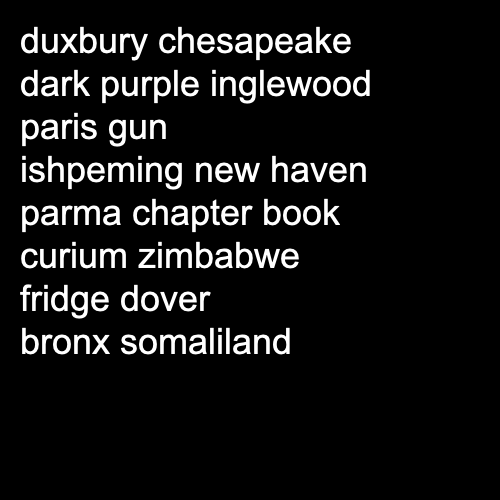 duxbury chesapeake
dark purple inglewood
paris gun
ishpeming new haven
parma chapter book
curium zimbabwe
fridge dover
bronx somaliland